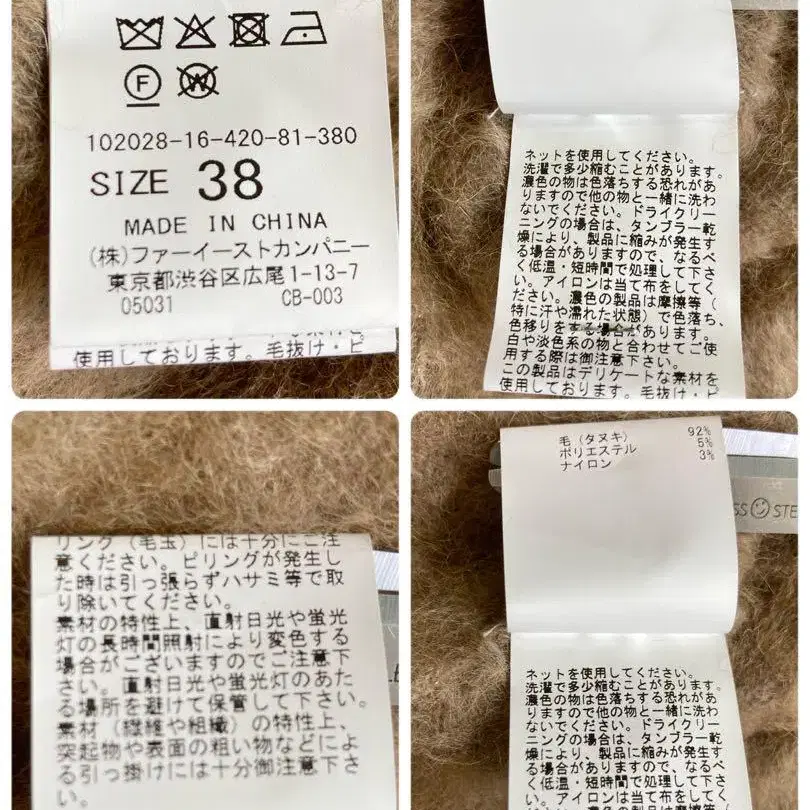 F
W
102028-16-420-81-380
SIZE 38
MADE IN CHINA
(株)ファーイーストカンパニー
東京都渋谷区広尾1-13-7
05031 CB-003
使用しております。毛抜け・ピ
ネットを使用してください。
洗濯で多少縮むことがあります。
濃色の物は色落ちする恐れがあ
りますので他の物と一緒に洗わ
ないでください。ドライクリー
ニングの場合は、タンブラー乾
燥により、製品に縮みが発生す
る場合がありますので、なるべ
く低温・短時間で処理して下さ
い。アイロンは当て布をしてく
ださい。濃色の製品は摩擦等(
特に汗や濡れた状態)で色落ち、
色移りをする場合があります。
白や淡色系の物と合わせてご使
用する際は御注意下さい。
この製品はデリケートな素材を
使用しております。毛抜け・ピ
リング(毛玉)には十分にご注
意ください。ピリングが発生し
た時は引っ張らずハサミ等で取
り除いてください。
素材の特性上、直射日光や蛍光
灯の長時間照射により変色する
場合がございますのでご注意下
さい。直射日光や蛍光灯のあた
る場所を避けて保管して下さい。
素材(繊維や組織)の特性上、
突起物や表面の粗い物などによ
る引っ掛けには十分御注意下さ
い。
毛(タヌキ) 92%
ポリエステル 5%
ナイロン 3%
SS STE
ネットを使用してください。
洗濯で多少縮むことがあります。
濃色の物は色落ちする恐れがあ
りますので他の物と一緒に洗わ
ないでください。ドライクリー
ニングの場合は、タンブラー乾
燥により、製品に縮みが発生す
る場合がありますので、なるべ
く低温・短時間で処理して下さ
い。アイロンは当て布をしてく
ださい。濃色の製品は摩擦等(